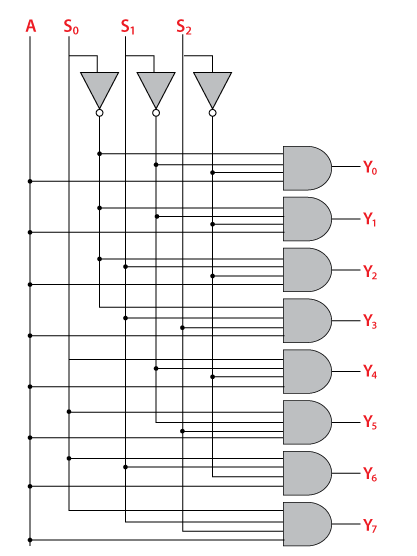 A S₀ S₁ S₂
Y₀
Y₁
Y₂
Y₃
Y₄
Y₅
Y₆
Y₇